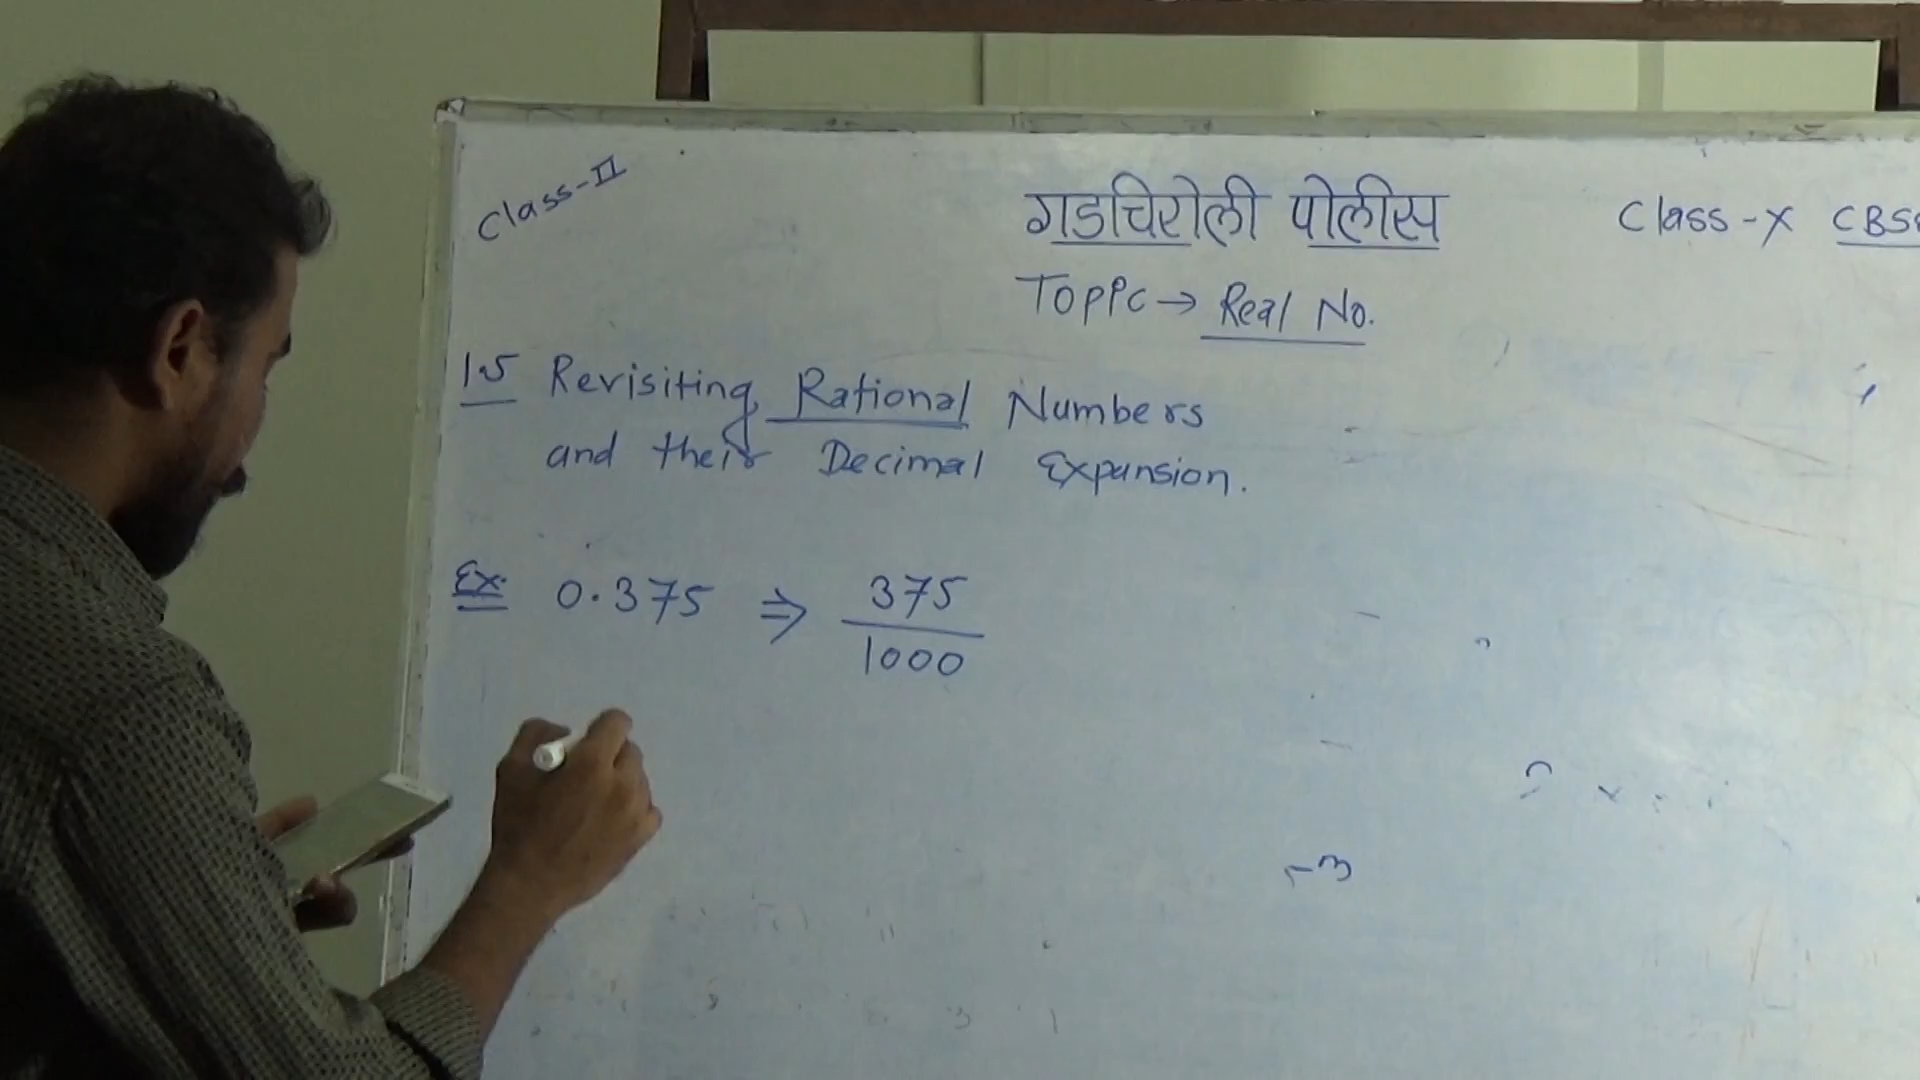 Class-II
गडचिरोली पोलीस
Class-X CBS
Topic → Real No.
1.5 Revisiting Rational Numbers
and their Decimal Expansion.
Ex. 0.375 ⇒ 375
1000